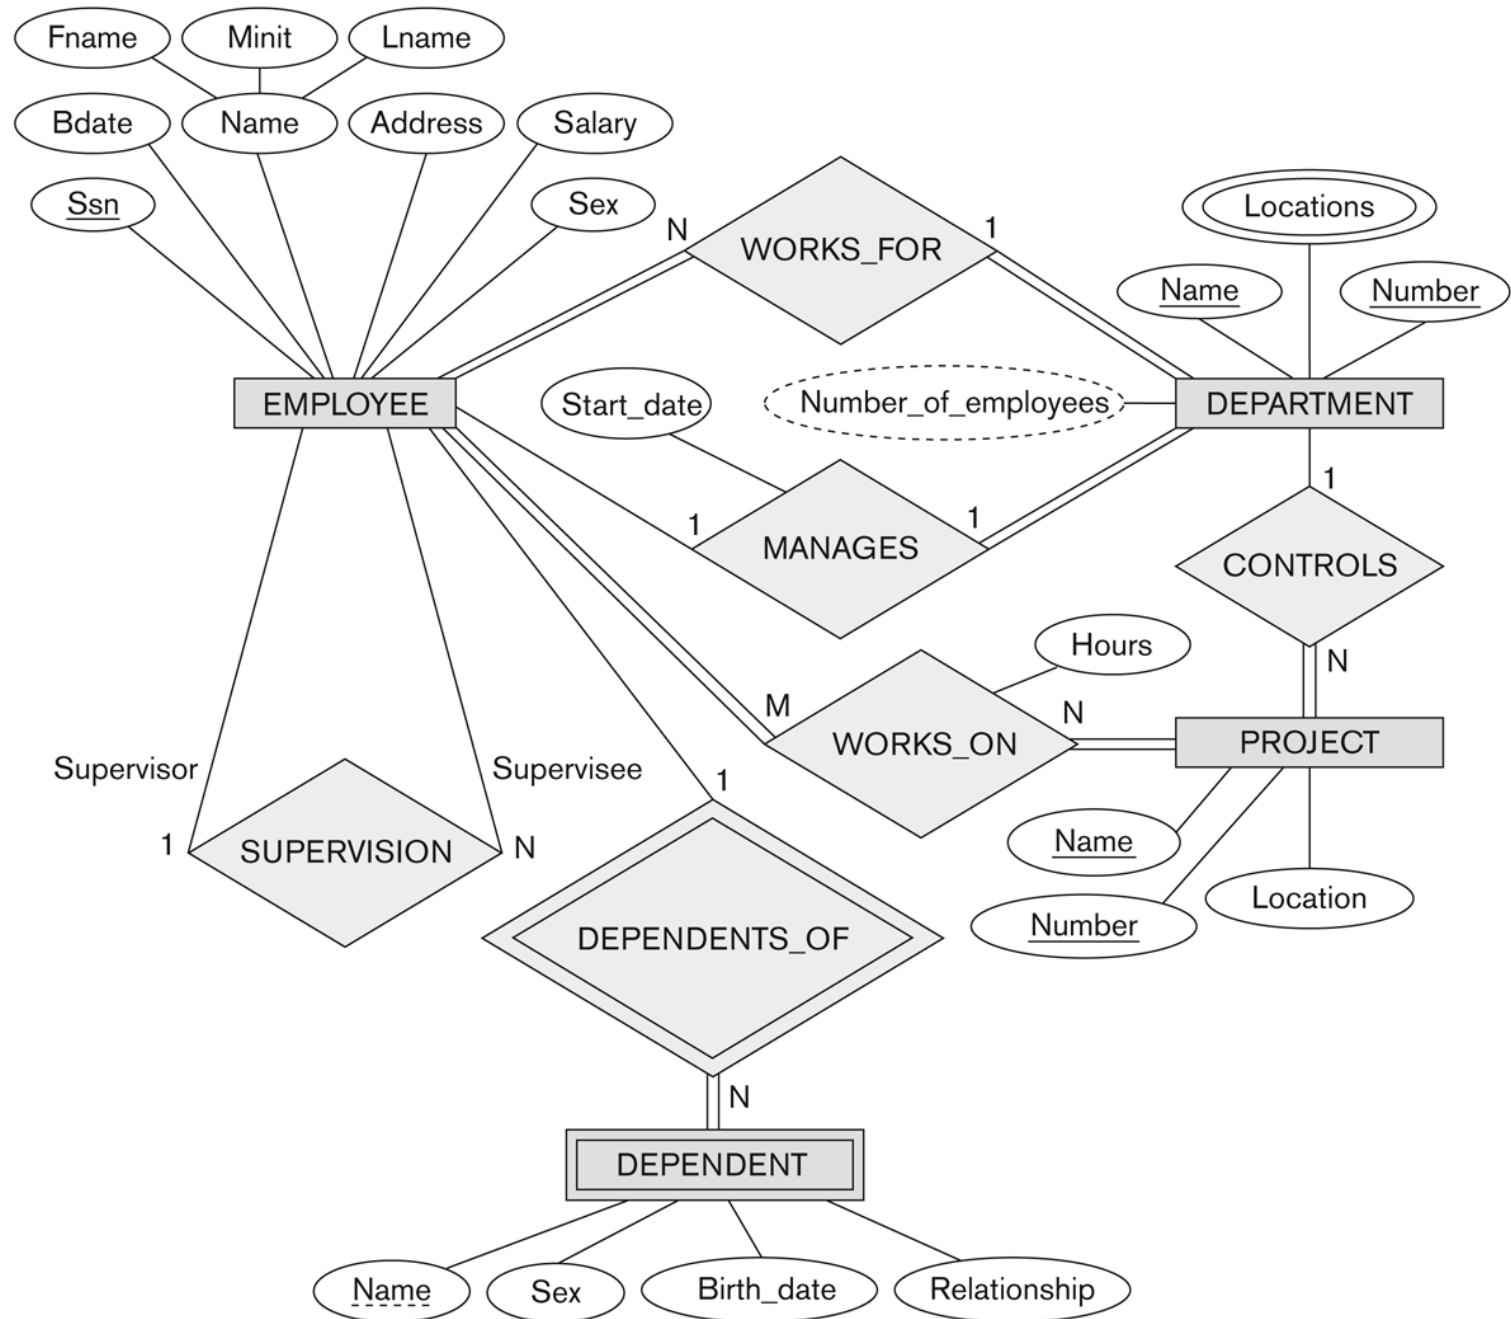 Fname
Minit
Lname
Bdate
Name
Address
Salary
Ssn
Sex
N
WORKS_FOR
1
Locations
Name
Number
EMPLOYEE
Start_date
Number_of_employees
DEPARTMENT
1
MANAGES
1
1
CONTROLS
N
Hours
M
WORKS_ON
N
PROJECT
Supervisor
Supervisee
1
SUPERVISION
N
1
Name
Number
Location
DEPENDENTS_OF
N
DEPENDENT
Name
Sex
Birth_date
Relationship